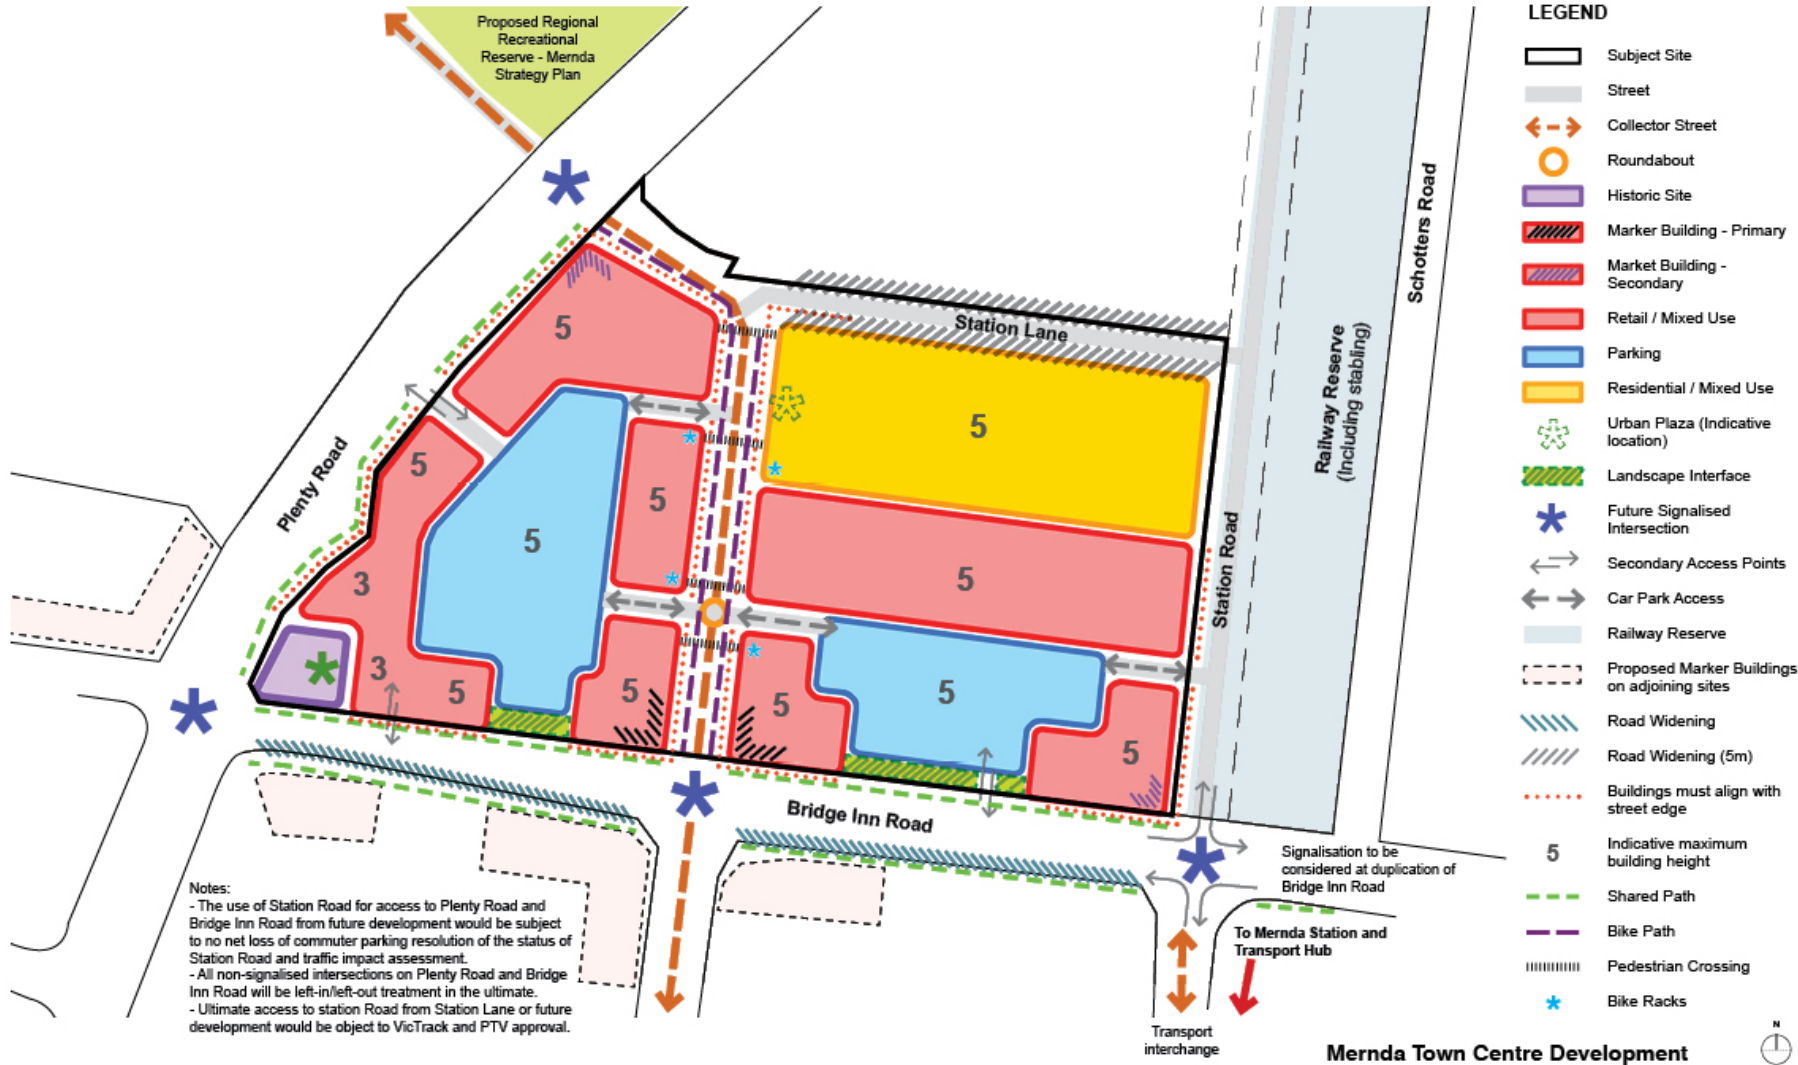 Proposed Regional
Recreational
Reserve - Mernda
Strategy Plan
Plenty Road
Station Lane
Station Road
Railway Reserve
(Including stabling)
Schotters Road
Bridge Inn Road
5
5
5
5
5
5
5
3
3
5
5
5
5
5
Signalisation to be
considered at duplication of
Bridge Inn Road
To Mernda Station and
Transport Hub
Transport
interchange
Notes:
- The use of Station Road for access to Plenty Road and
Bridge Inn Road from future development would be subject
to no net loss of commuter parking resolution of the status of
Station Road and traffic impact assessment.
- All non-signalised intersections on Plenty Road and Bridge
Inn Road will be left-in/left-out treatment in the ultimate.
- Ultimate access to station Road from Station Lane or future
development would be object to VicTrack and PTV approval.
LEGEND
Subject Site
Street
Collector Street
Roundabout
Historic Site
Marker Building - Primary
Market Building -
Secondary
Retail / Mixed Use
Parking
Residential / Mixed Use
Urban Plaza (Indicative
location)
Landscape Interface
Future Signalised
Intersection
Secondary Access Points
Car Park Access
Railway Reserve
Proposed Marker Buildings
on adjoining sites
Road Widening
Road Widening (5m)
Buildings must align with
street edge
5
Indicative maximum
building height
Shared Path
Bike Path
Pedestrian Crossing
Bike Racks
N
Mernda Town Centre Development